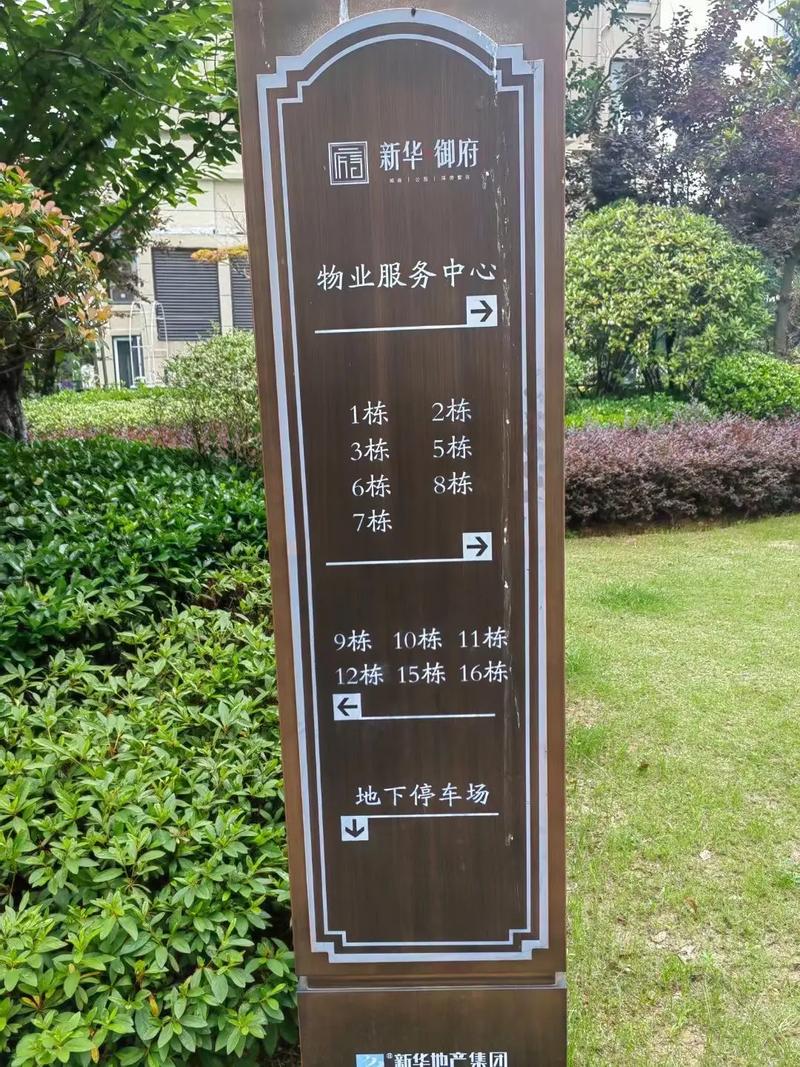 新华 御府
物业服务中心
→
1栋 2栋
3栋 5栋
6栋 8栋
7栋
→
9栋 10栋 11栋
12栋 15栋 16栋
←
地下停车场
↓
新华地产集团